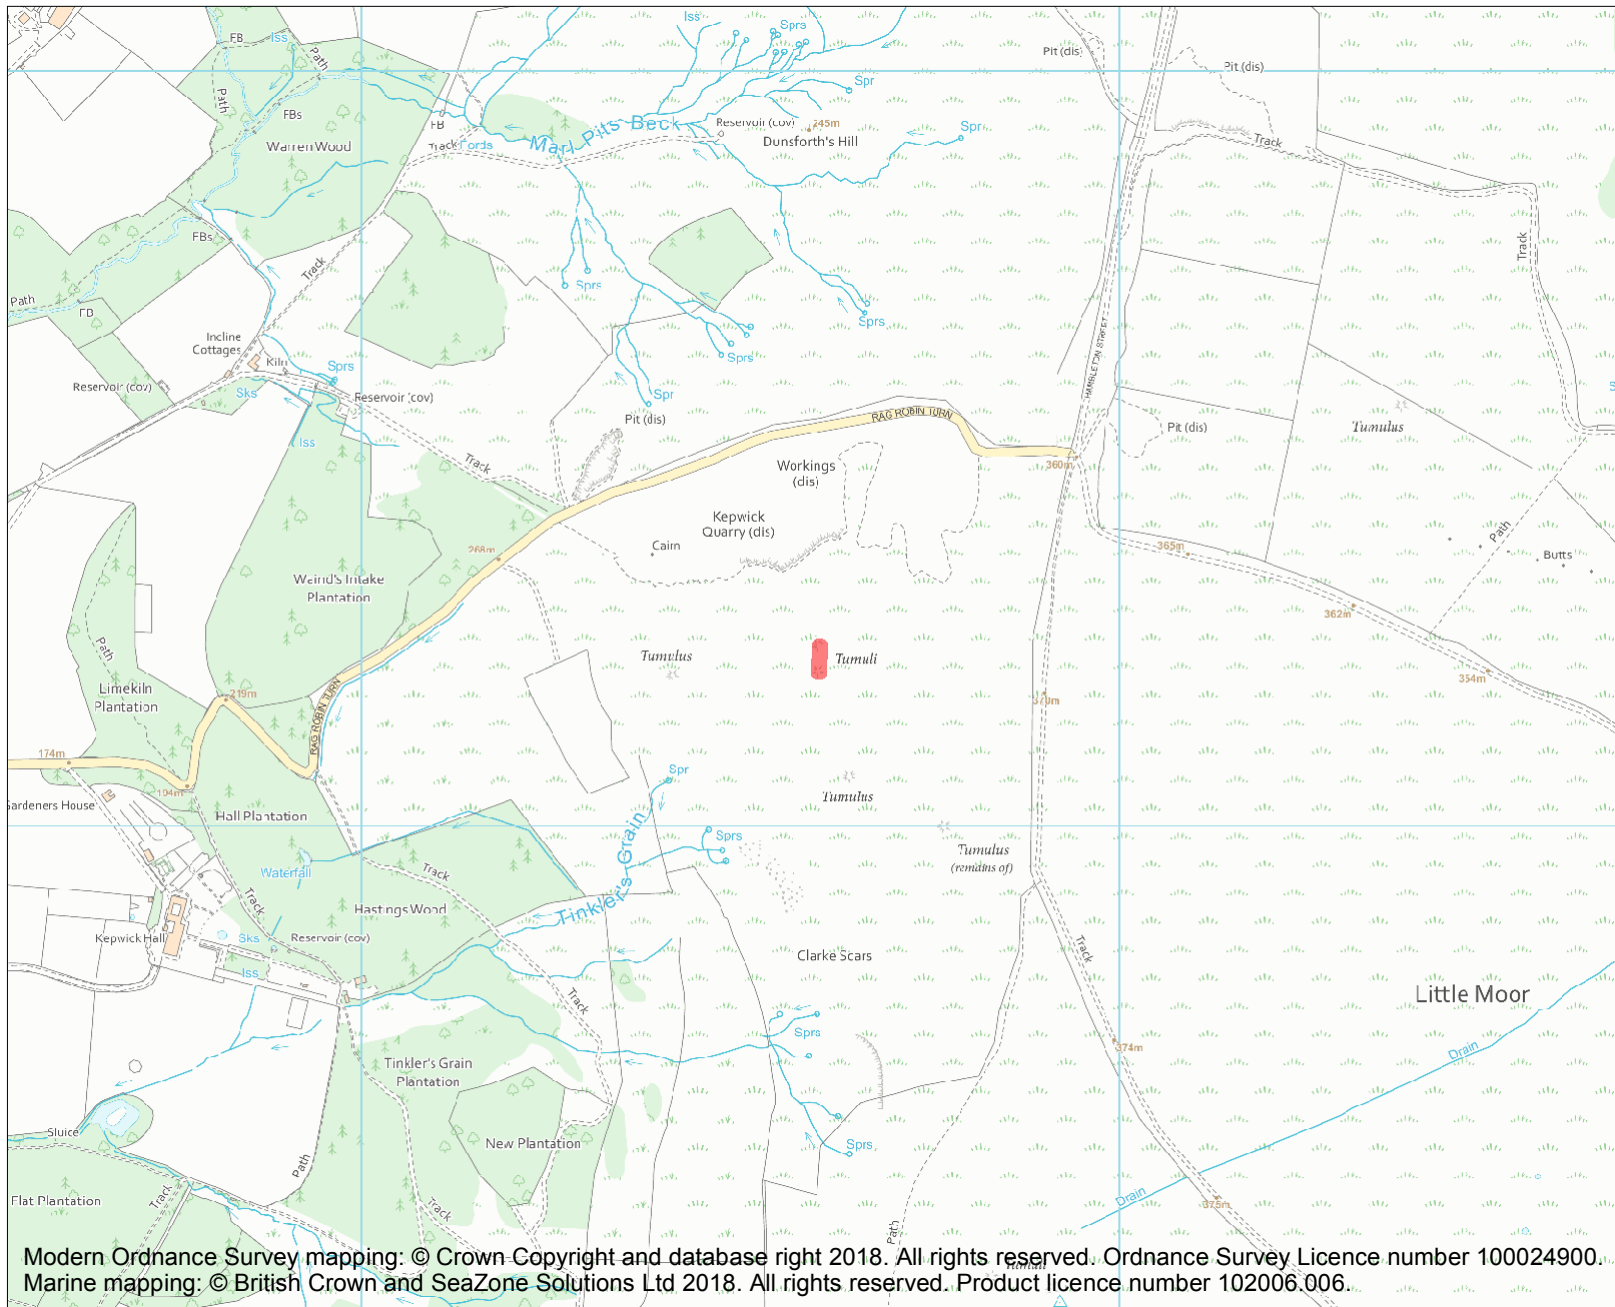 FB
Iss
Path
Iss
Sprs
Pit (dis)
Pit (dis)
Path
FBs
Spr
Warren Wood
FB
Track
Fords
Marl Pits Beck
Reservoir (cov)
245m
Dunsforth's Hill
Spr
Track
FBs
Track
Track
Path
FB
Sprs
Sprs
Incline
Cottages
Kiln
Sprs
Sprs
HAMBLETON STREET
Reservoir (cov)
Sks
Reservoir (cov)
Spr
Iss
Pit (dis)
RAG ROBIN TURN
Pit (dis)
Tumulus
Track
Workings
(dis)
360m
Kepwick
Quarry (dis)
Path
268m
Cairn
365m
Butts
Waind's Intake
Plantation
362m
Path
Tumulus
Tumuli
354m
Limekiln
Plantation
219m
RAG ROBIN TURN
370m
174m
194m
Spr
Gardeners House
Hall Plantation
Tumulus
Tinkler's Grain
Sprs
Tumulus
(remains of)
Waterfall
Track
Track
Hastings Wood
Kepwick Hall
Sks
Reservoir (cov)
Clarke Scars
Track
Iss
Track
Little Moor
Sprs
Drain
374m
Tinkler's Grain
Plantation
Sluice
New Plantation
Sprs
Path
Flat Plantation
Track
Track
Drain
375m
Path
Tumuli
Modern Ordnance Survey mapping: © Crown Copyright and database right 2018. All rights reserved. Ordnance Survey Licence number 100024900.
Marine mapping: © British Crown and SeaZone Solutions Ltd 2018. All rights reserved. Product licence number 102006.006.